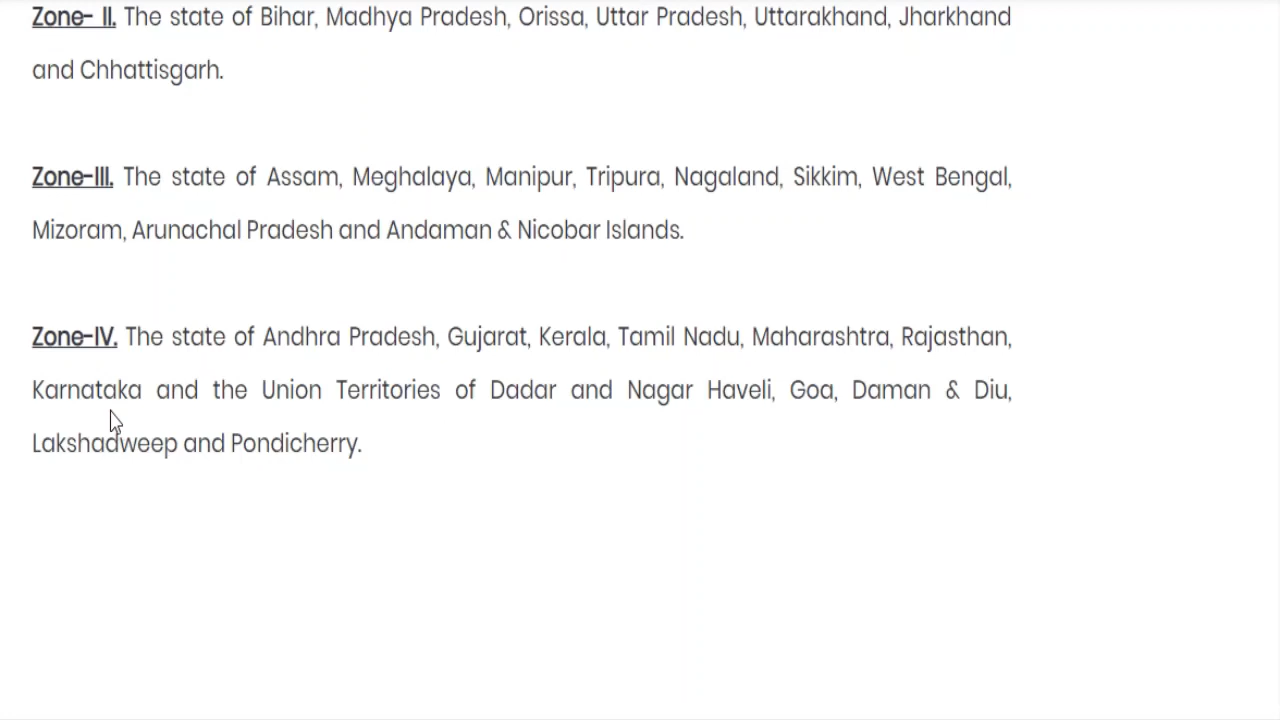 Zone- II. The state of Bihar, Madhya Pradesh, Orissa, Uttar Pradesh, Uttarakhand, Jharkhand
and Chhattisgarh.
Zone-III. The state of Assam, Meghalaya, Manipur, Tripura, Nagaland, Sikkim, West Bengal,
Mizoram, Arunachal Pradesh and Andaman & Nicobar Islands.
Zone-IV. The state of Andhra Pradesh, Gujarat, Kerala, Tamil Nadu, Maharashtra, Rajasthan,
Karnataka and the Union Territories of Dadar and Nagar Haveli, Goa, Daman & Diu,
Lakshadweep and Pondicherry.